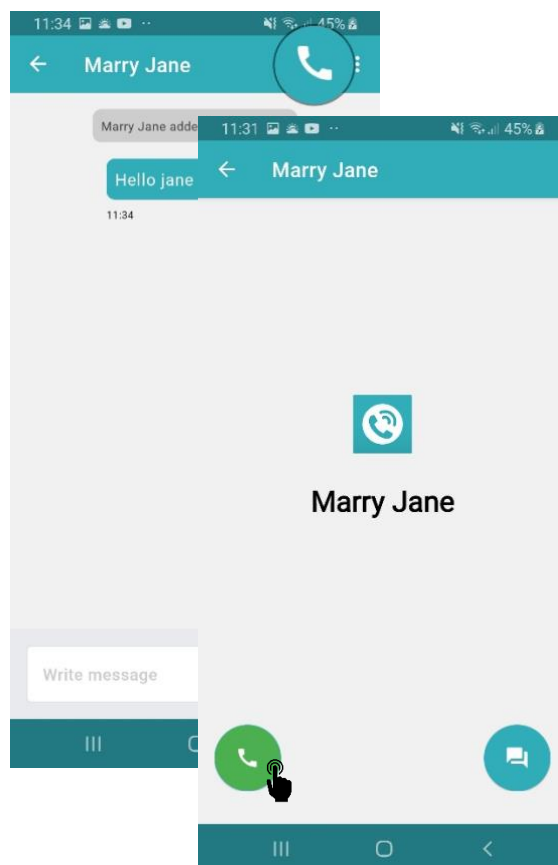 11:34 45%
Marry Jane
Marry Jane adde
Hello jane
11:34
Write message
11:31 45%
Marry Jane
Marry Jane